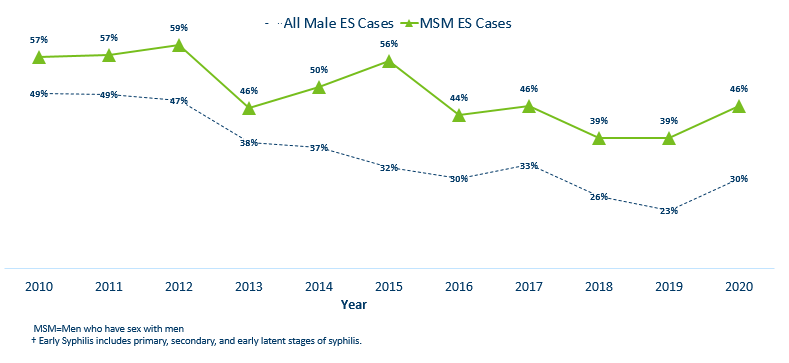 All Male ES Cases MSM ES Cases
57% 57% 59% 46% 50% 56% 44% 46% 39% 39% 46%
49% 49% 47% 38% 37% 32% 30% 33% 26% 23% 30%
2010 2011 2012 2013 2014 2015 2016 2017 2018 2019 2020
Year
MSM=Men who have sex with men
† Early Syphilis includes primary, secondary, and early latent stages of syphilis.